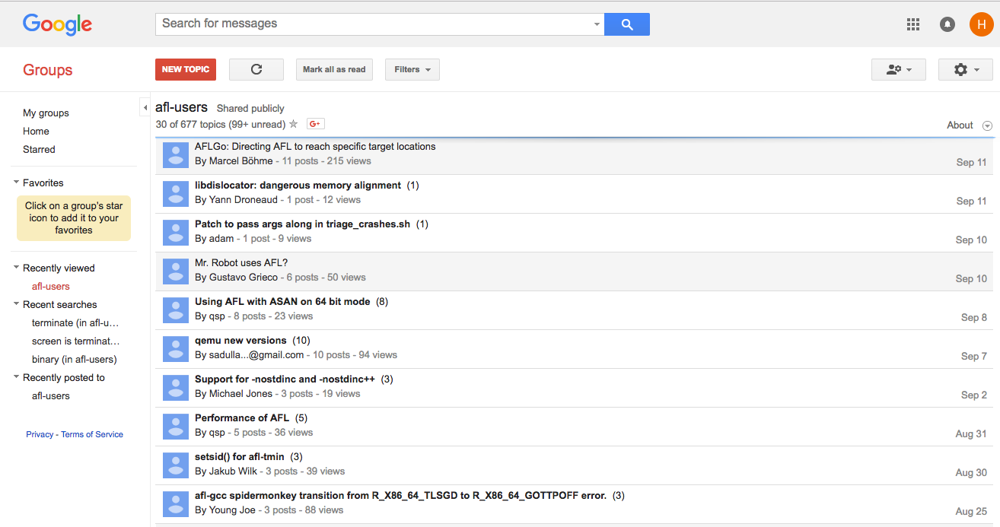 Google
Search for messages
H
Groups
NEW TOPIC
Mark all as read
Filters
My groups
Home
Starred
Favorites
Click on a group's star
icon to add it to your
favorites
Recently viewed
afl-users
Recent searches
terminate (in afl-u…
screen is terminat…
binary (in afl-users)
Recently posted to
afl-users
Privacy - Terms of Service
afl-users Shared publicly
30 of 677 topics (99+ unread) G+
About
AFLGo: Directing AFL to reach specific target locations
By Marcel Böhme - 11 posts - 215 views
Sep 11
libdislocator: dangerous memory alignment (1)
By Yann Droneaud - 1 post - 12 views
Sep 11
Patch to pass args along in triage_crashes.sh (1)
By adam - 1 post - 9 views
Sep 10
Mr. Robot uses AFL?
By Gustavo Grieco - 6 posts - 50 views
Sep 10
Using AFL with ASAN on 64 bit mode (8)
By qsp - 8 posts - 23 views
Sep 8
qemu new versions (10)
By sadulla...@gmail.com - 10 posts - 94 views
Sep 7
Support for -nostdinc and -nostdinc++ (3)
By Michael Jones - 3 posts - 19 views
Sep 2
Performance of AFL (5)
By qsp - 5 posts - 36 views
Aug 31
setsid() for afl-tmin (3)
By Jakub Wilk - 3 posts - 39 views
Aug 30
afl-gcc spidermonkey transition from R_X86_64_TLSGD to R_X86_64_GOTTPOFF error. (3)
By Young Joe - 3 posts - 88 views
Aug 25